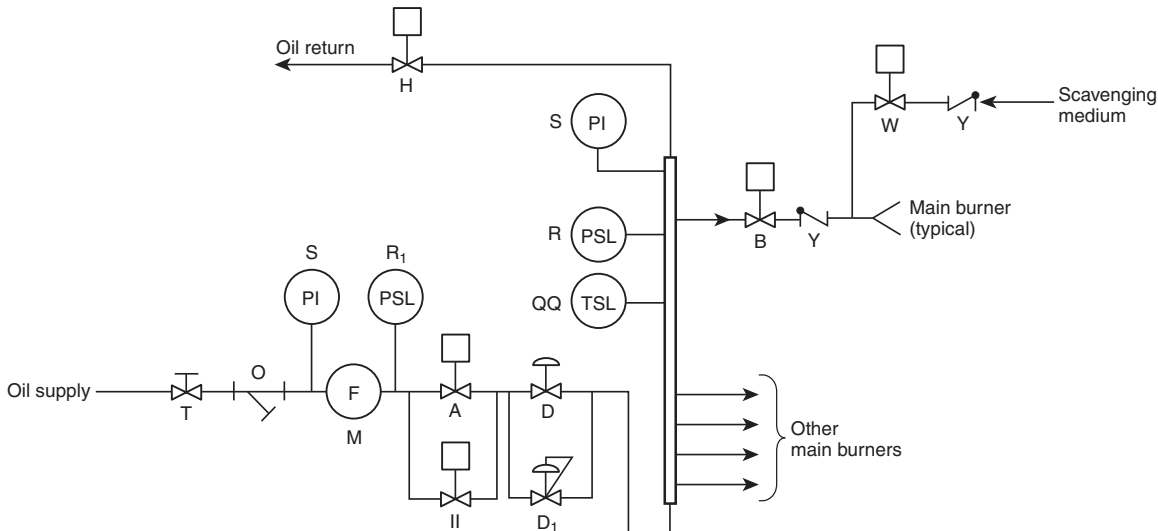 Oil return
H
S
PI
W
Y
Scavenging
medium
R
PSL
B
Y
Main burner
(typical)
QQ
TSL
S
PI
R1
PSL
Oil supply
T
O
F
M
A
D
II
D1
Other
main burners